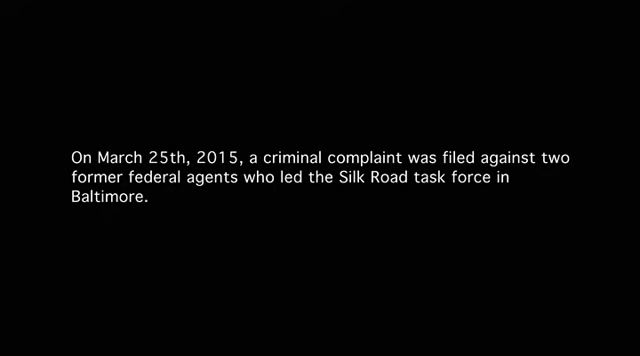 On March 25th, 2015, a criminal complaint was filed against two
former federal agents who led the Silk Road task force in
Baltimore.